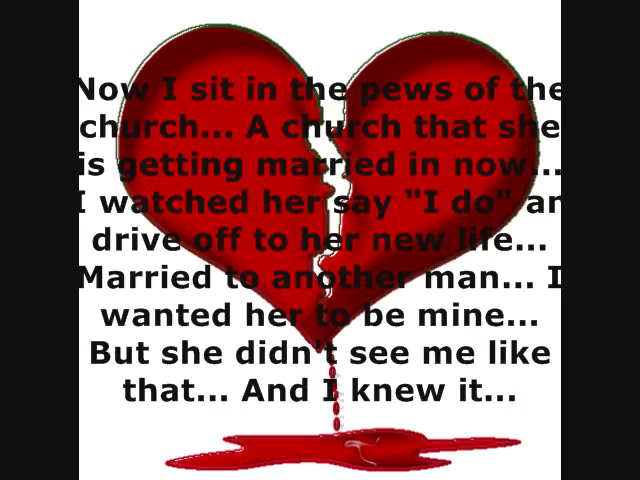 Now I sit in the pews of the
church... A church that she
is getting married in now...
I watched her say "I do" an
drive off to her new life...
Married to another man... I
wanted her to be mine...
But she didn't see me like
that... And I knew it...